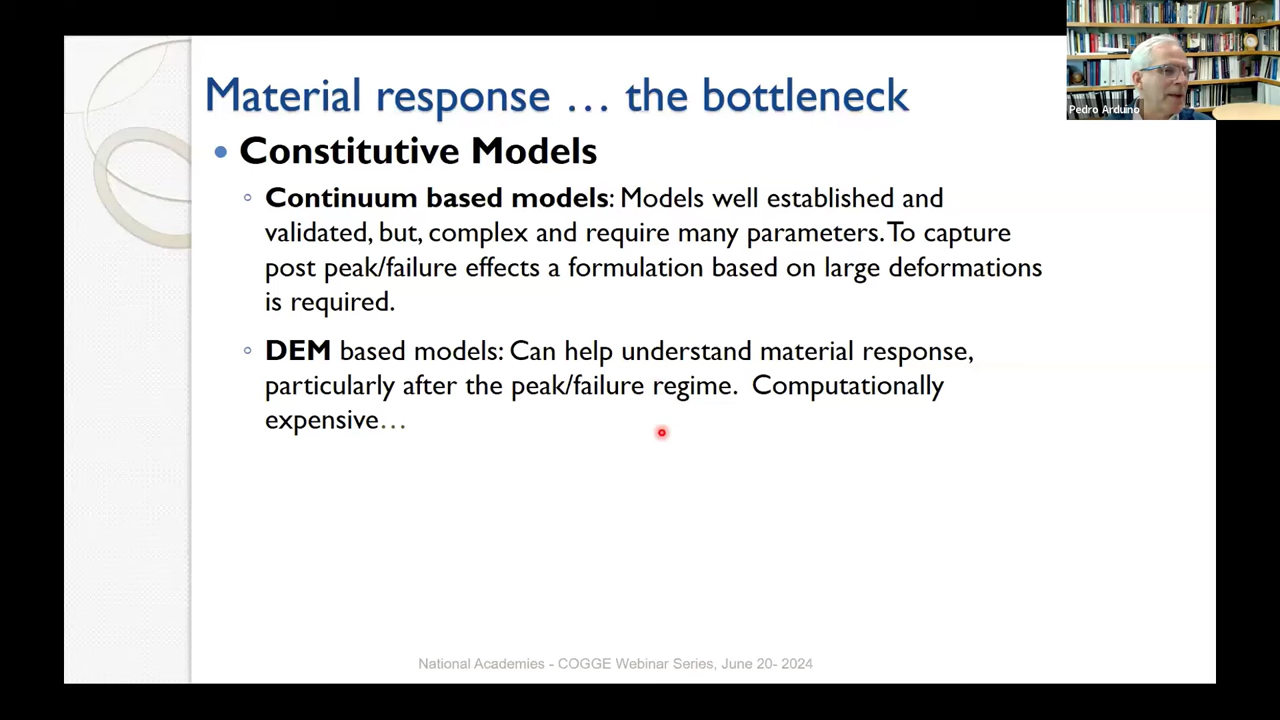 Material response … the bottleneck
Pedro Arduino
• Constitutive Models
◦ Continuum based models: Models well established and
validated, but, complex and require many parameters. To capture
post peak/failure effects a formulation based on large deformations
is required.
◦ DEM based models: Can help understand material response,
particularly after the peak/failure regime. Computationally
expensive…
National Academies - COGGE Webinar Series, June 20- 2024